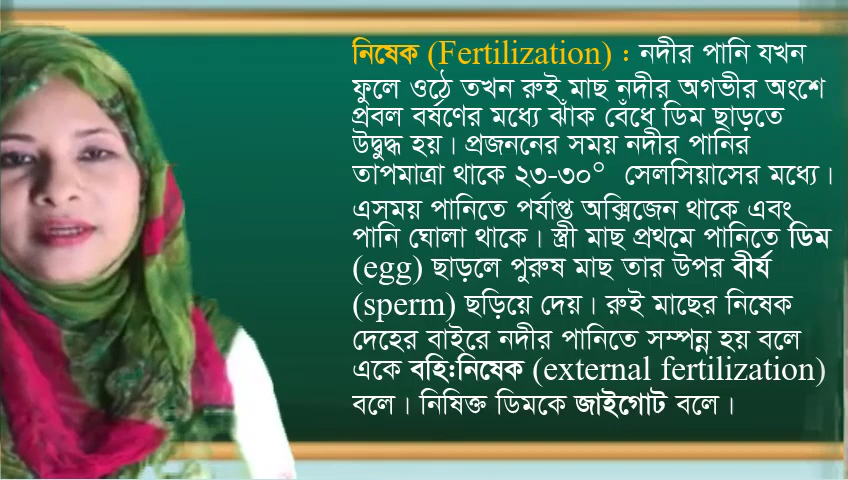 নিষেক (Fertilization) : নদীর পানি যখন
ফুলে ওঠে তখন রুই মাছ নদীর অগভীর অংশে
প্রবল বর্ষণের মধ্যে ঝাঁক বেঁধে ডিম ছাড়তে
উদ্বুদ্ধ হয়। প্রজননের সময় নদীর পানির
তাপমাত্রা থাকে ২৩-৩০° সেলসিয়াসের মধ্যে।
এসময় পানিতে পর্যাপ্ত অক্সিজেন থাকে এবং
পানি ঘোলা থাকে। স্ত্রী মাছ প্রথমে পানিতে ডিম
(egg) ছাড়লে পুরুষ মাছ তার উপর বীর্য
(sperm) ছড়িয়ে দেয়। রুই মাছের নিষেক
দেহের বাইরে নদীর পানিতে সম্পন্ন হয় বলে
একে বহি:নিষেক (external fertilization)
বলে। নিষিক্ত ডিমকে জাইগোট বলে।